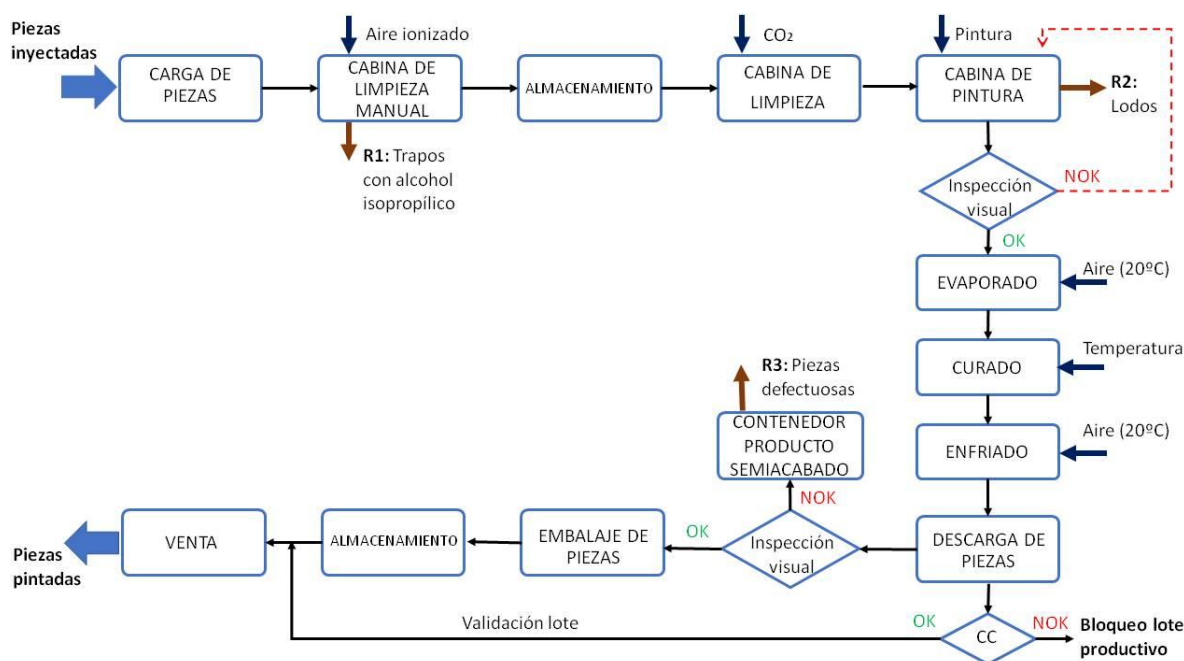 Piezas
inyectadas
CARGA DE
PIEZAS
Aire ionizado
CABINA DE
LIMPIEZA
MANUAL
R1: Trapos
con alcohol
isopropílico
ALMACENAMIENTO
CO₂
CABINA DE
LIMPIEZA
Pintura
CABINA DE
PINTURA
R2:
Lodos
Inspección
visual
NOK
OK
EVAPORADO
Aire (20ºC)
CURADO
Temperatura
ENFRIADO
Aire (20ºC)
DESCARGA DE
PIEZAS
Inspección
visual
NOK
CONTENEDOR
PRODUCTO
SEMIACABADO
R3: Piezas
defectuosas
OK
EMBALAJE DE
PIEZAS
ALMACENAMIENTO
VENTA
Piezas
pintadas
CC
OK
Validación lote
NOK
Bloqueo lote
productivo